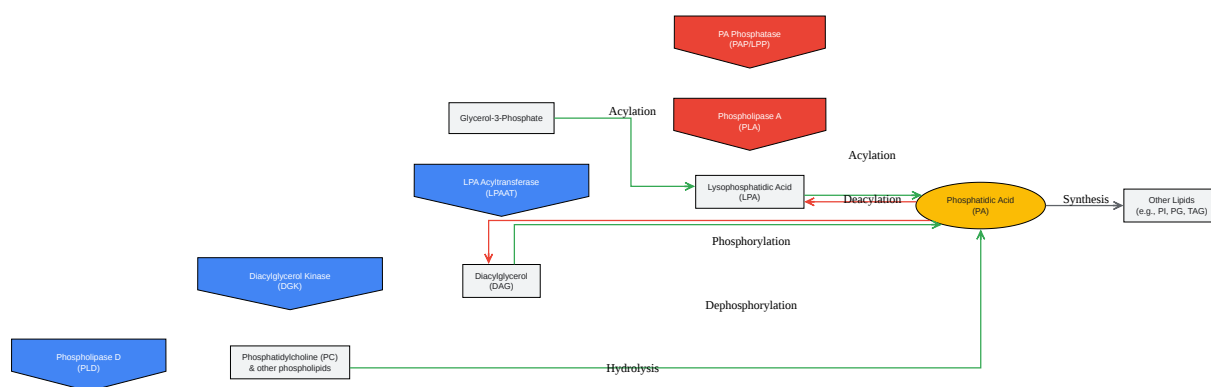 PA Phosphatase
(PAP/LPP)
Glycerol-3-Phosphate
Acylation
Phospholipase A
(PLA)
Acylation
LPA Acyltransferase
(LPAAT)
Lysophosphatidic Acid
(LPA)
Deacylation
Phosphatidic Acid
(PA)
Synthesis
Other Lipids
(e.g., PI, PG, TAG)
Phosphorylation
Diacylglycerol Kinase
(DGK)
Diacylglycerol
(DAG)
Dephosphorylation
Phospholipase D
(PLD)
Phosphatidylcholine (PC)
& other phospholipids
Hydrolysis